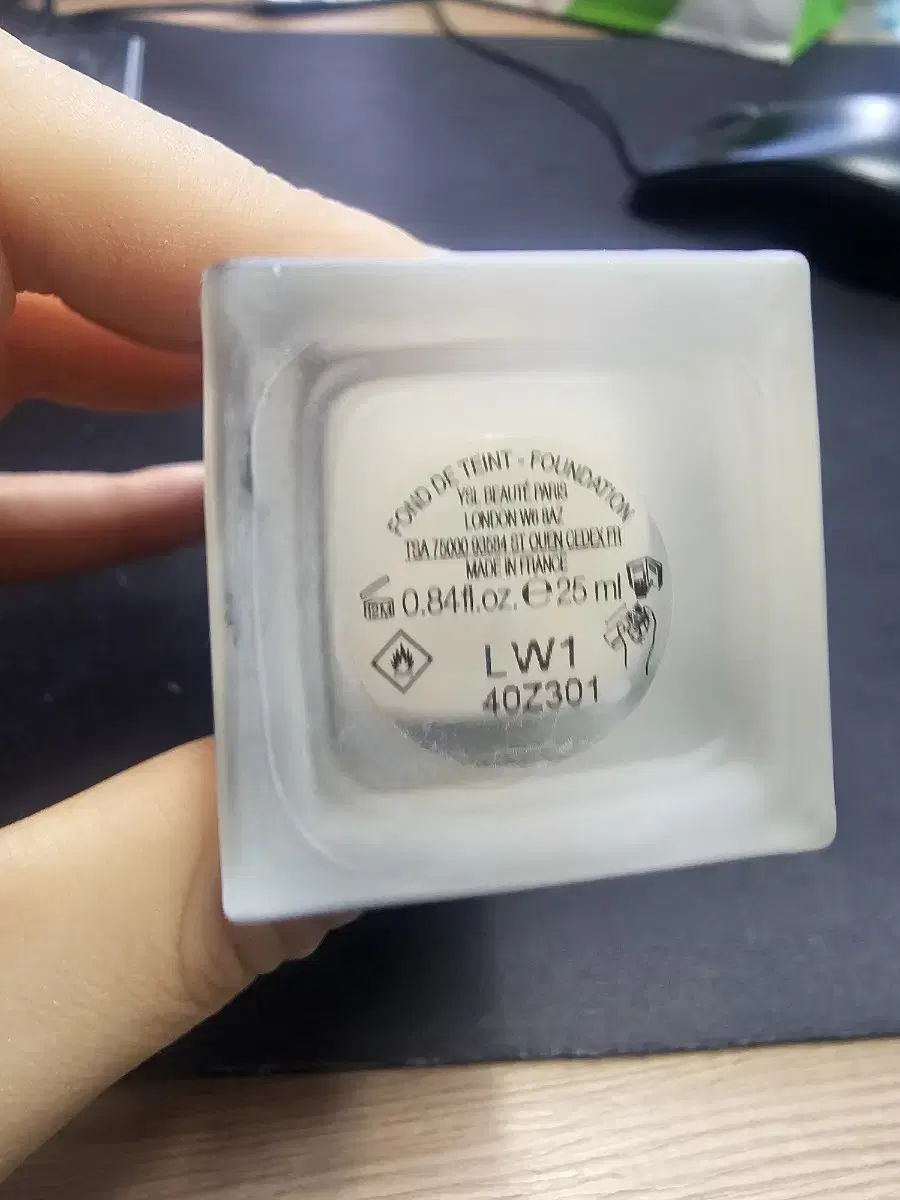 FOND DE TEINT - FOUNDATION
YSL BEAUTÉ PARIS
LONDON W6 8AZ
TSA 75000 93584 ST OUEN CEDEX FR
MADE IN FRANCE
12M 0.84fl.oz. ℮ 25 ml
LW1
40Z301